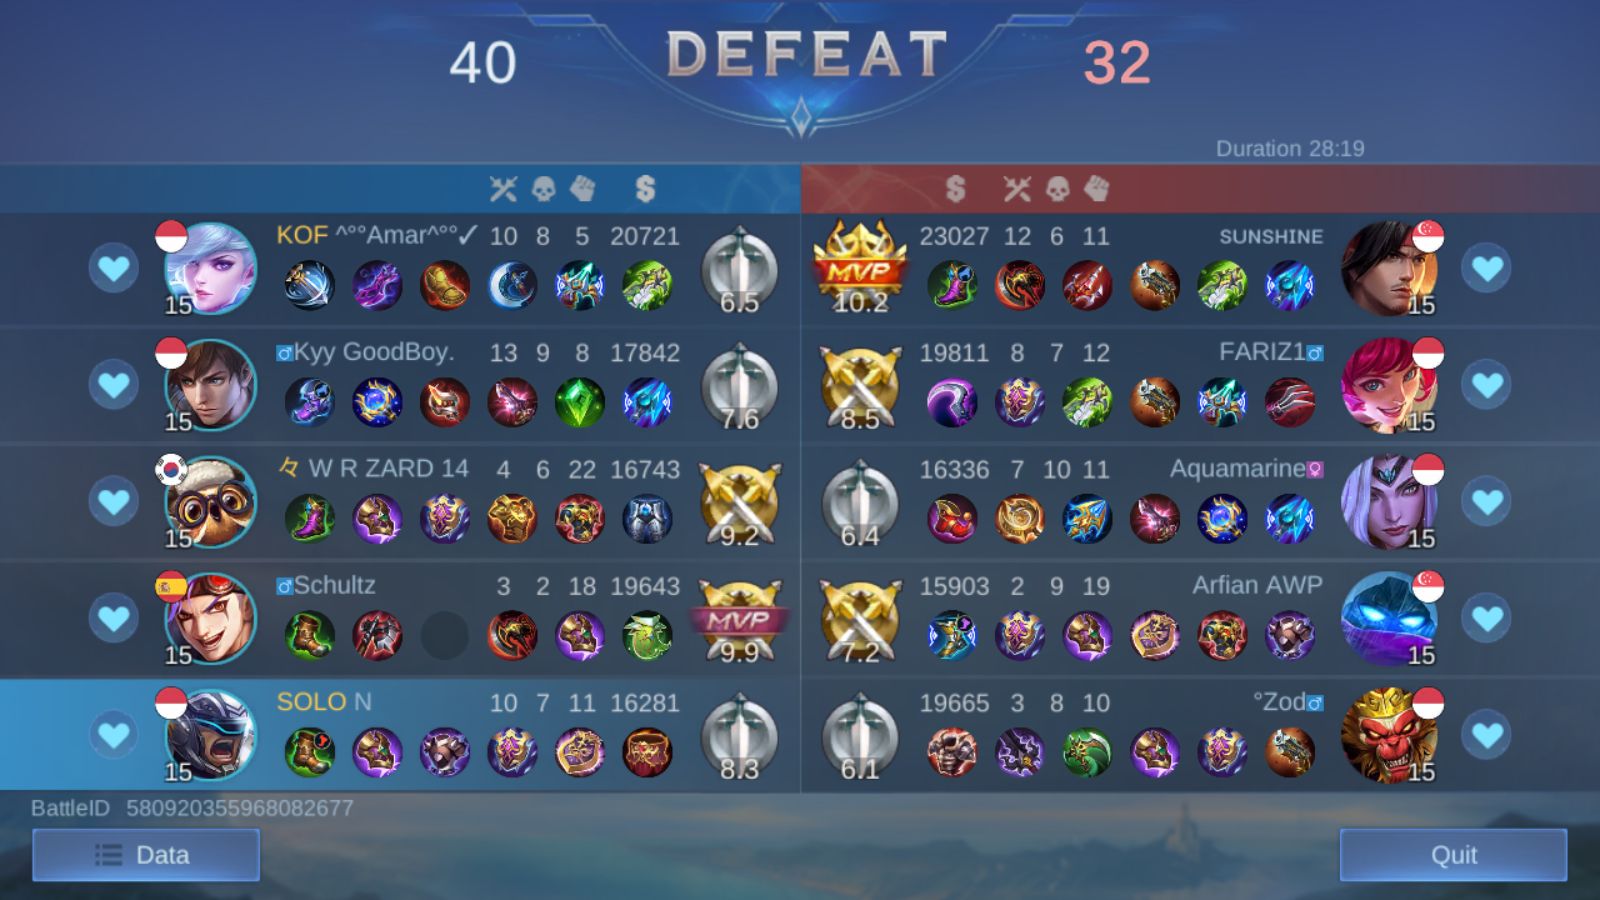 40 DEFEAT 32
Duration 28:19
KOF ^°°Amar^°°✓ 10 8 5 20721
15 6.5
MVP 23027 12 6 11 SUNSHINE
10.2 15
♂Kyy GoodBoy. 13 9 8 17842
15 7.6
19811 8 7 12 FARIZ1♂
8.5 15
々 W R ZARD 14 4 6 22 16743
15 9.2
16336 7 10 11 Aquamarine♀
6.4 15
♂Schultz 3 2 18 19643
15 MVP 9.9
15903 2 9 19 Arfian AWP
7.2 15
SOLO N 10 7 11 16281
15 8.3
19665 3 8 10 °Zod♂
6.1 15
BattleID 580920355968082677
Data
Quit